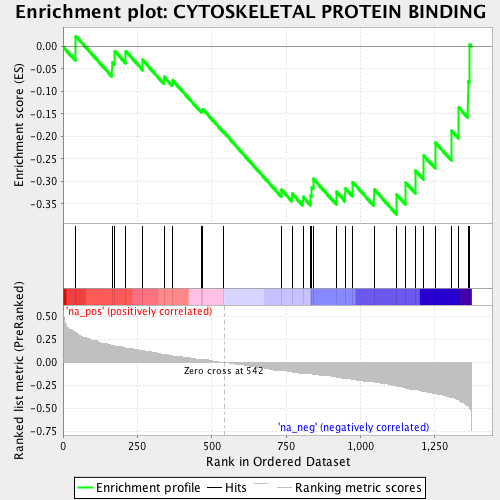 Enrichment plot: CYTOSKELETAL PROTEIN BINDING
Enrichment score (ES)
0.00
-0.05
-0.10
-0.15
-0.20
-0.25
-0.30
-0.35
'na_pos' (positively correlated)
Ranked list metric (PreRanked)
0.50
0.25
0.00
-0.25
-0.50
-0.75
Zero cross at 542
'na_neg' (negatively correlated)
0
250
500
750
1,000
1,250
Rank in Ordered Dataset
Enrichment profile
Hits
Ranking metric scores